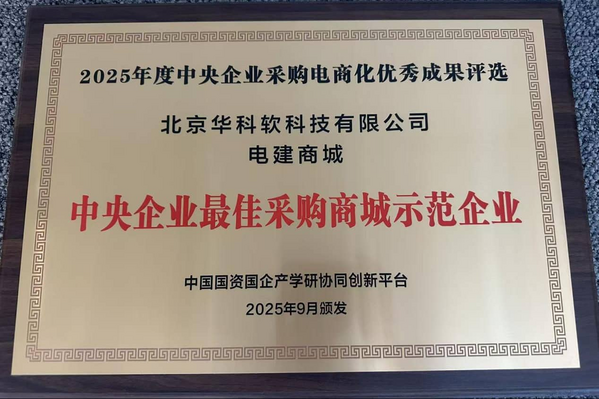 2025年度中央企业采购电商化优秀成果评选
北京华科软科技有限公司
电建商城
中央企业最佳采购商城示范企业
中国国资国企产学研协同创新平台
2025年9月颁发